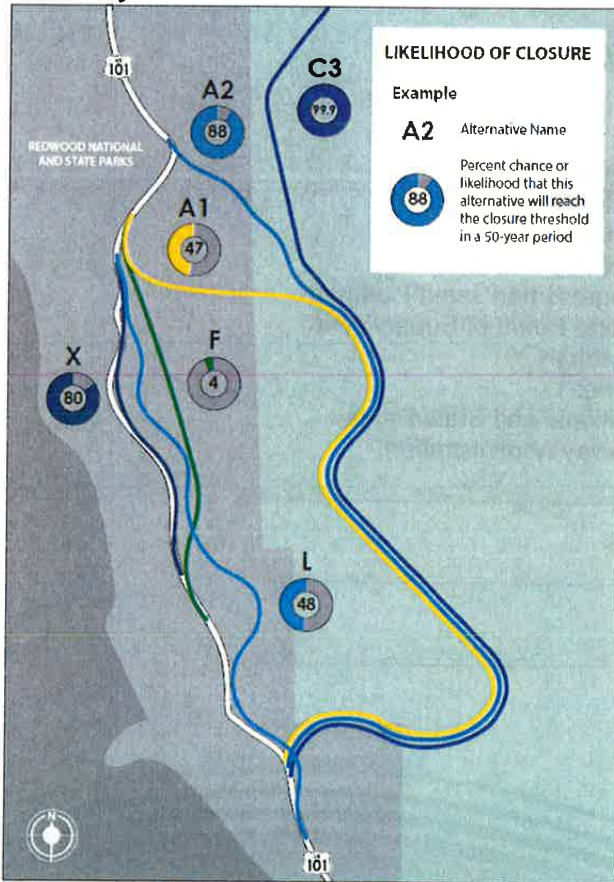 LIKELIHOOD OF CLOSURE
Example
A2 Alternative Name
88
Percent chance or
likelihood that this
alternative will reach
the closure threshold
in a 50-year period
US
101
C3
99.9
A2
88
REDWOOD NATIONAL
AND STATE PARKS
A1
47
X
80
F
4
L
48
N
US
101